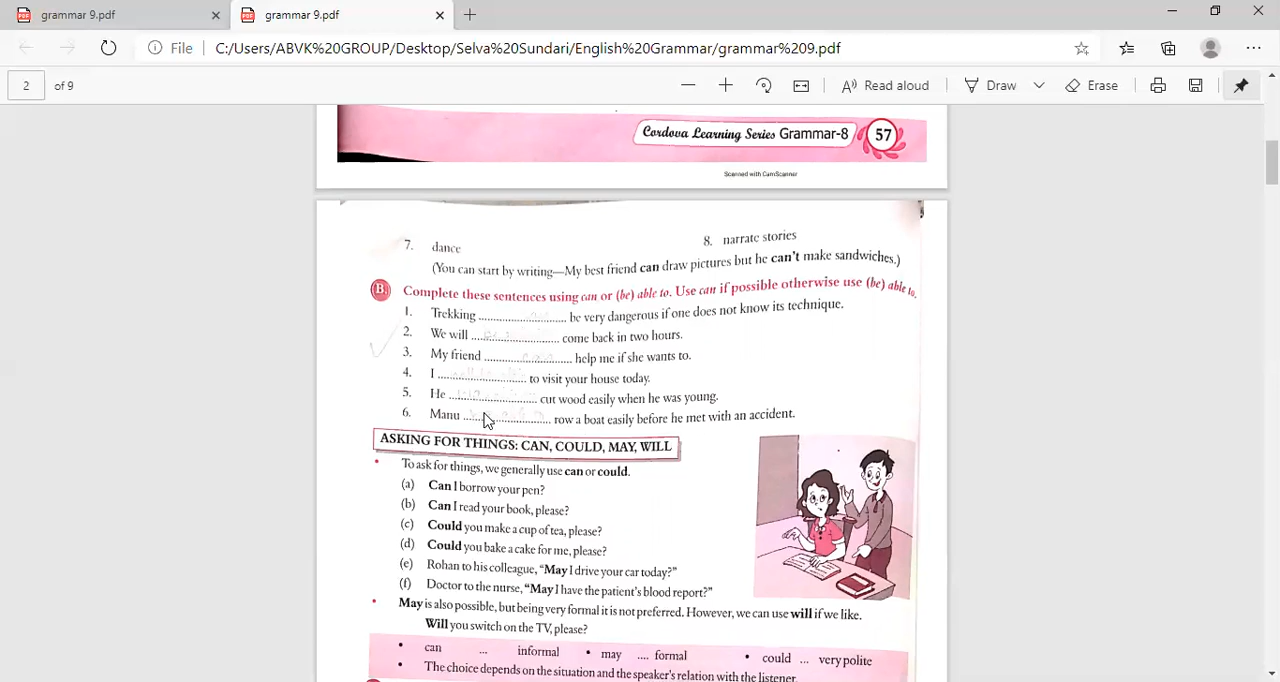 grammar 9.pdf
grammar 9.pdf
File
C:/Users/ABVK%20GROUP/Desktop/Selva%20Sundari/English%20Grammar/grammar%209.pdf
2 of 9
Read aloud
Draw
Erase
Cordova Learning Series Grammar-8 57
Scanned with CamScanner
7. dance 8. narrate stories
(You can start by writing—My best friend can draw pictures but he can't make sandwiches.)
B. Complete these sentences using can or (be) able to. Use can if possible otherwise use (be) able to.
1. Trekking .................... be very dangerous if one does not know its technique.
2. We will .................... come back in two hours.
3. My friend .................... help me if she wants to.
4. I .................... to visit your house today.
5. He .................... cut wood easily when he was young.
6. Manu .................... row a boat easily before he met with an accident.
ASKING FOR THINGS: CAN, COULD, MAY, WILL
• To ask for things, we generally use can or could.
(a) Can I borrow your pen?
(b) Can I read your book, please?
(c) Could you make a cup of tea, please?
(d) Could you bake a cake for me, please?
(e) Rohan to his colleague, "May I drive your car today?"
(f) Doctor to the nurse, "May I have the patient's blood report?"
• May is also possible, but being very formal it is not preferred. However, we can use will if we like.
Will you switch on the TV, please?
• can ... informal • may .... formal • could ... very polite
• The choice depends on the situation and the speaker's relation with the listener.